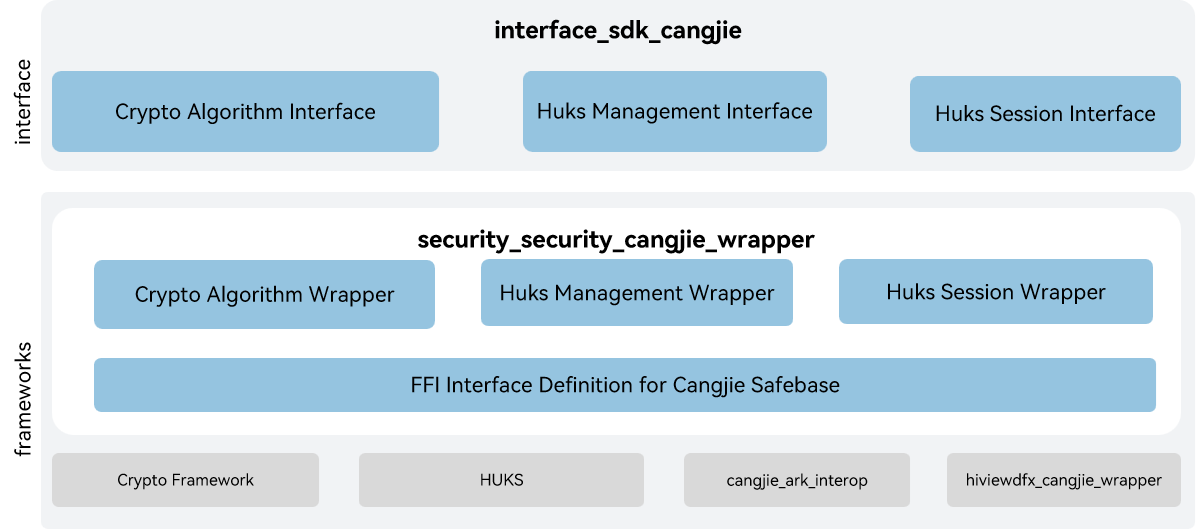 interface
interface_sdk_cangjie
Crypto Algorithm Interface
Huks Management Interface
Huks Session Interface
frameworks
security_security_cangjie_wrapper
Crypto Algorithm Wrapper
Huks Management Wrapper
Huks Session Wrapper
FFI Interface Definition for Cangjie Safebase
Crypto Framework
HUKS
cangjie_ark_interop
hiviewdfx_cangjie_wrapper